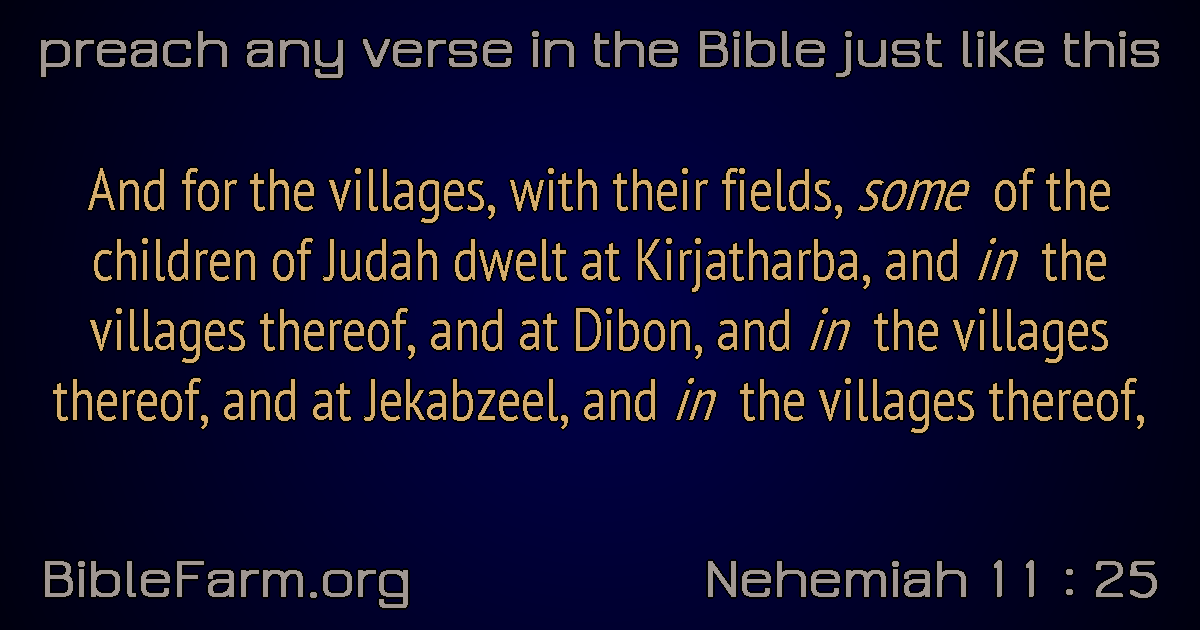 preach any verse in the Bible just like this
And for the villages, with their fields, some of the
children of Judah dwelt at Kirjatharba, and in the
villages thereof, and at Dibon, and in the villages
thereof, and at Jekabzeel, and in the villages thereof,
BibleFarm.org
Nehemiah 11 : 25